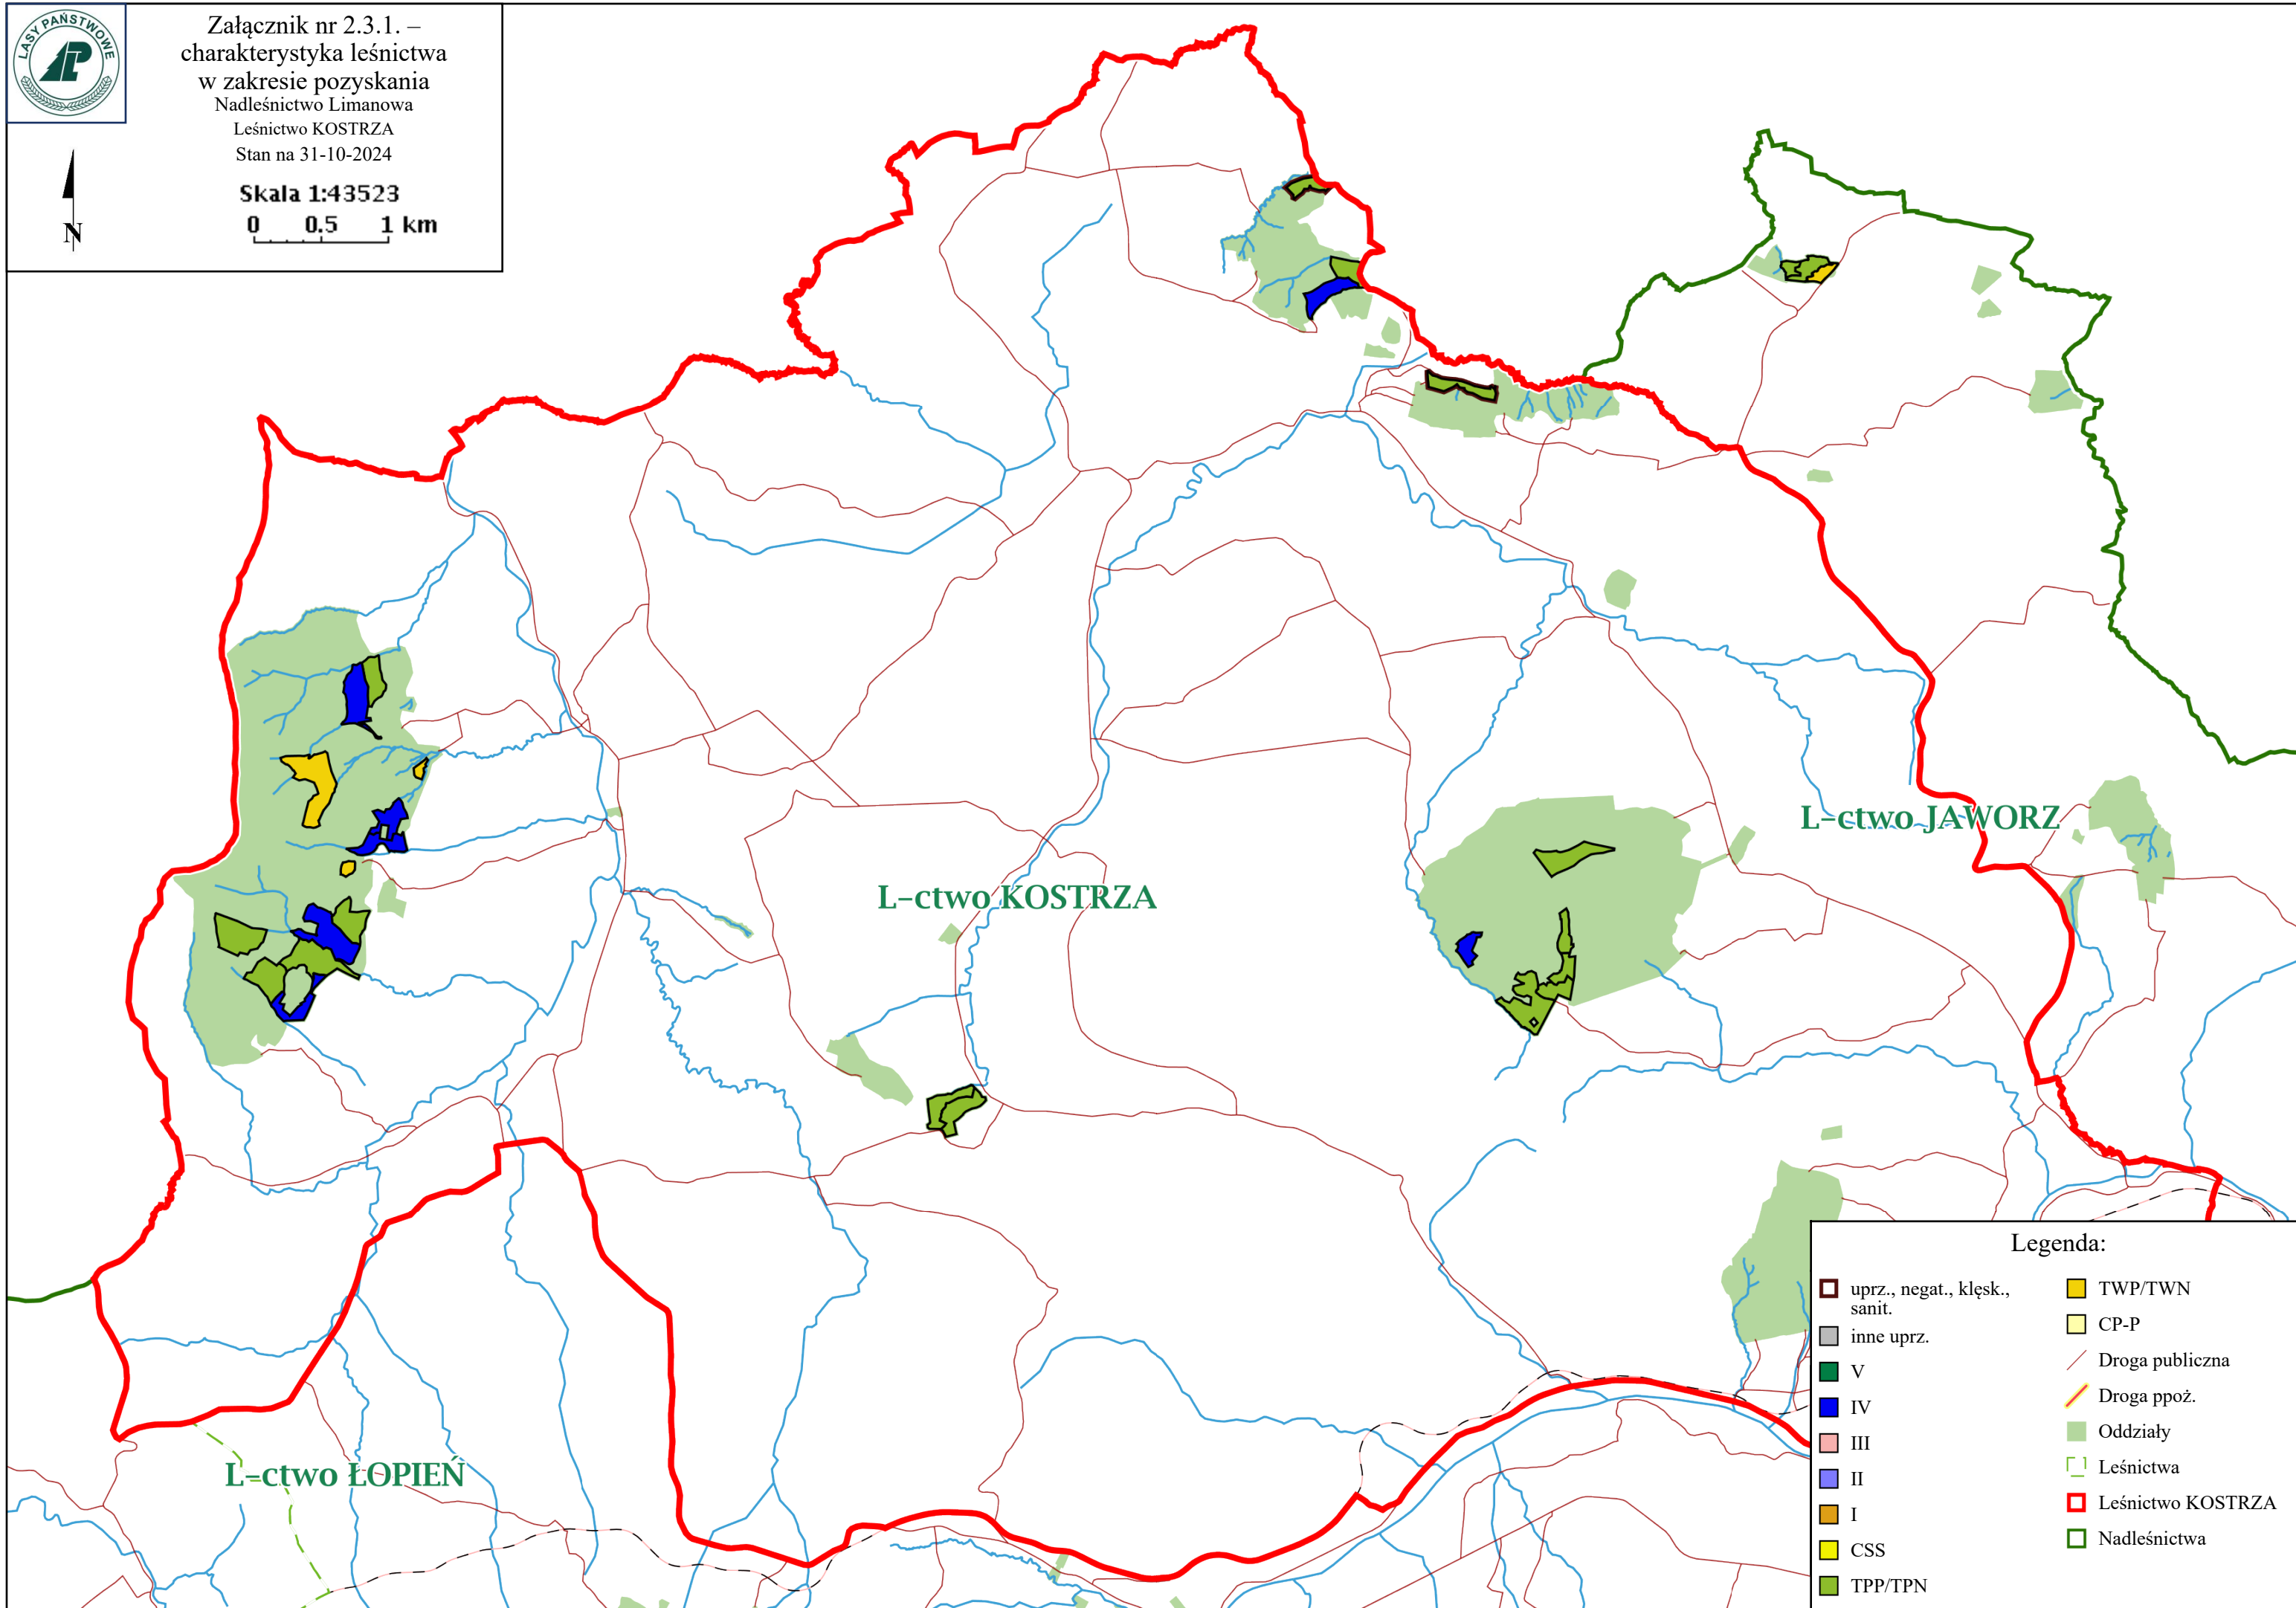 LASY PAŃSTWOWE
Załącznik nr 2.3.1. –
charakterystyka leśnictwa
w zakresie pozyskania
Nadleśnictwo Limanowa
Leśnictwo KOSTRZA
Stan na 31-10-2024
Skala 1:43523
0 0.5 1 km
N
L-ctwo JAWORZ
L-ctwo KOSTRZA
L-ctwo ŁOPIEŃ
Legenda:
uprz., negat., klęsk.,
sanit.
inne uprz.
V
IV
III
II
I
CSS
TPP/TPN
TWP/TWN
CP-P
Droga publiczna
Droga ppoż.
Oddziały
Leśnictwa
Leśnictwo KOSTRZA
Nadleśnictwa